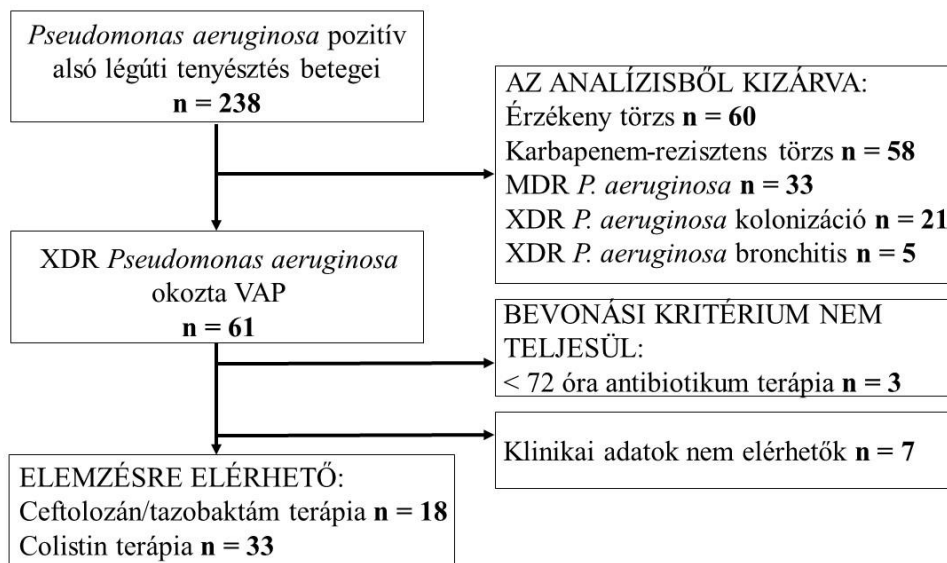 Pseudomonas aeruginosa pozitív
alsó légúti tenyésztés betegei
n = 238
AZ ANALÍZISBŐL KIZÁRVA:
Érzékeny törzs n = 60
Karbapenem-rezisztens törzs n = 58
MDR P. aeruginosa n = 33
XDR P. aeruginosa kolonizáció n = 21
XDR P. aeruginosa bronchitis n = 5
XDR Pseudomonas aeruginosa
okozta VAP
n = 61
BEVONÁSI KRITÉRIUM NEM
TELJESÜL:
< 72 óra antibiotikum terápia n = 3
Klinikai adatok nem elérhetők n = 7
ELEMZÉSRE ELÉRHETŐ:
Ceftolozán/tazobaktám terápia n = 18
Colistin terápia n = 33